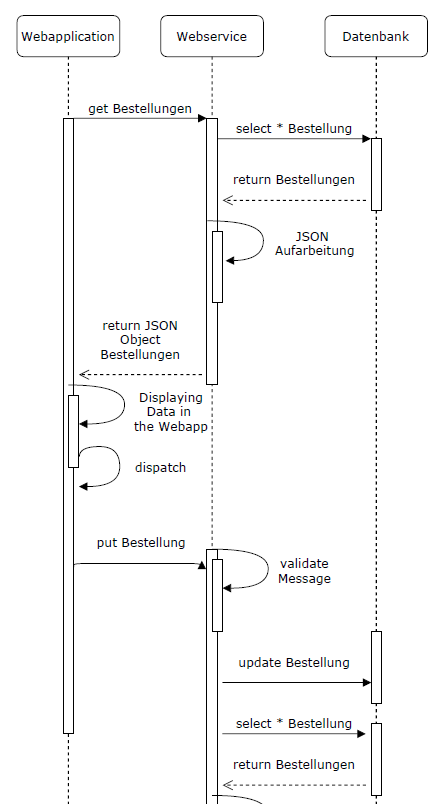 Webapplication
Webservice
Datenbank
get Bestellungen
select * Bestellung
return Bestellungen
JSON
Aufarbeitung
return JSON
Object
Bestellungen
Displaying
Data in
the Webapp
dispatch
put Bestellung
validate
Message
update Bestellung
select * Bestellung
return Bestellungen